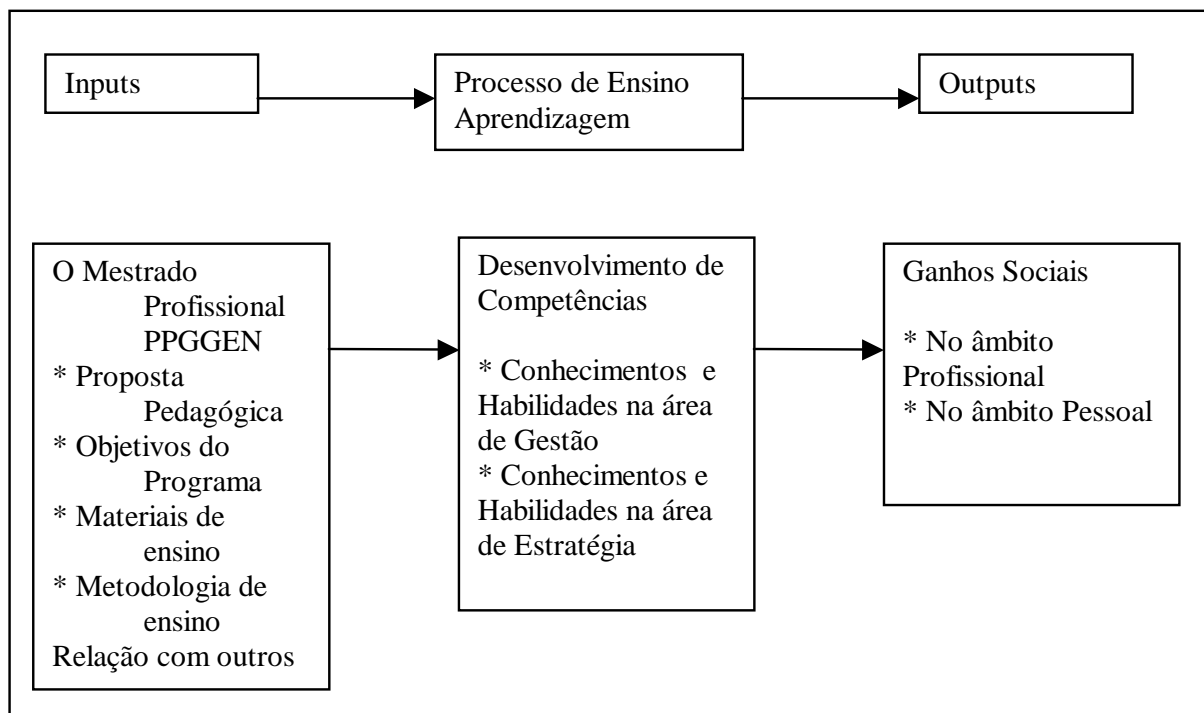 Inputs
Processo de Ensino
Aprendizagem
Outputs
O Mestrado
Profissional
PPGGEN
* Proposta
Pedagógica
* Objetivos do
Programa
* Materiais de
ensino
* Metodologia de
ensino
Relação com outros
Desenvolvimento de
Competências
* Conhecimentos e
Habilidades na área
de Gestão
* Conhecimentos e
Habilidades na área
de Estratégia
Ganhos Sociais
* No âmbito
Profissional
* No âmbito Pessoal